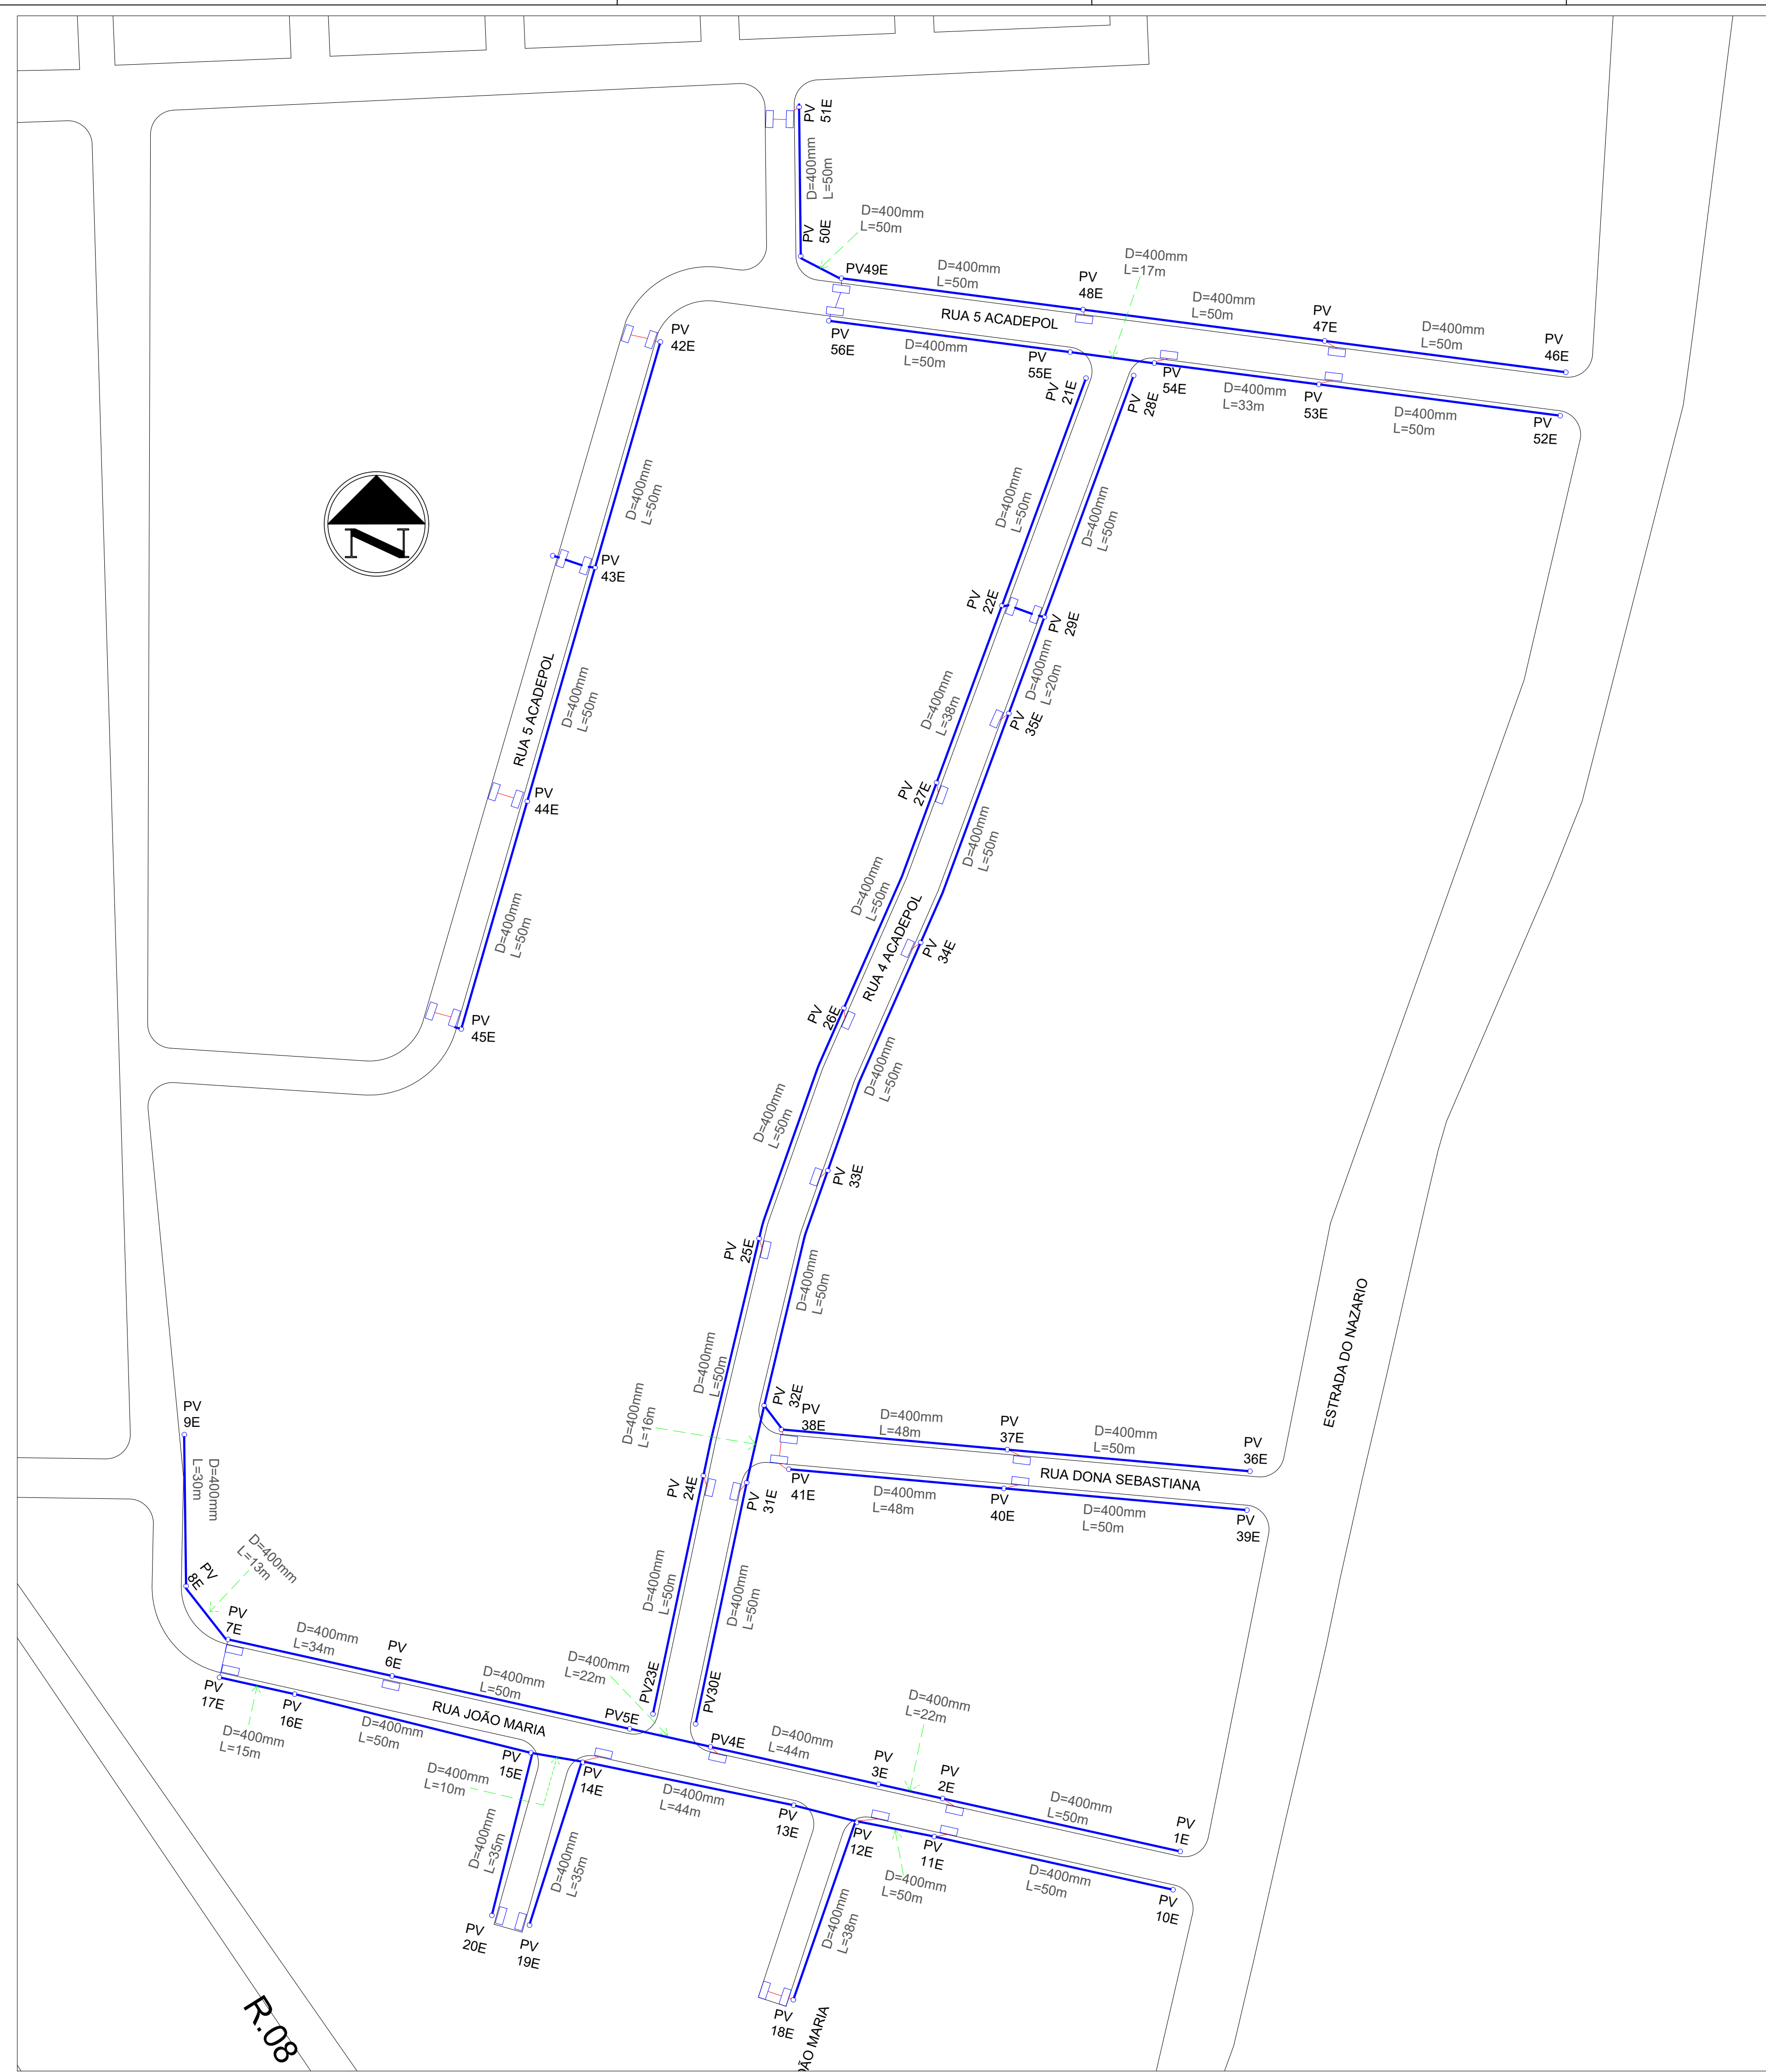 PV
51E
D=400mm
L=50m
PV
50E
D=400mm
L=50m
PV49E
D=400mm
L=50m
PV
48E
D=400mm
L=17m
D=400mm
L=50m
PV
47E
D=400mm
L=50m
PV
46E
RUA 5 ACADEPOL
PV
42E
PV
56E
D=400mm
L=50m
PV
55E
PV
54E
D=400mm
L=33m
PV
53E
D=400mm
L=50m
PV
52E
PV
21E
PV
28E
D=400mm
L=50m
D=400mm
L=50m
D=400mm
L=50m
N
PV
43E
PV
22E
PV
29E
RUA 5 ACADEPOL
D=400mm
L=50m
D=400mm
L=38m
D=400mm
L=20m
PV
35E
PV
44E
PV
27E
D=400mm
L=50m
D=400mm
L=50m
D=400mm
L=50m
RUA 4 ACADEPOL
PV
34E
PV
45E
PV
26E
D=400mm
L=50m
D=400mm
L=50m
PV
33E
PV
25E
D=400mm
L=50m
ESTRADA DO NAZARIO
D=400mm
L=50m
D=400mm
L=16m
PV
32E
PV
38E
D=400mm
L=48m
PV
37E
D=400mm
L=50m
PV
36E
PV
9E
RUA DONA SEBASTIANA
PV
24E
PV
31E
PV
41E
D=400mm
L=48m
PV
40E
D=400mm
L=50m
PV
39E
D=400mm
L=30m
D=400mm
L=13m
PV
8E
D=400mm
L=50m
D=400mm
L=50m
PV
7E
D=400mm
L=34m
PV
6E
D=400mm
L=50m
D=400mm
L=22m
PV23E
PV30E
PV
17E
PV
16E
RUA JOÃO MARIA
PV5E
PV4E
D=400mm
L=44m
D=400mm
L=22m
D=400mm
L=15m
D=400mm
L=50m
PV
15E
D=400mm
L=10m
PV
14E
D=400mm
L=44m
PV
3E
PV
2E
D=400mm
L=50m
PV
1E
PV
13E
PV
12E
PV
11E
D=400mm
L=35m
D=400mm
L=35m
D=400mm
L=50m
D=400mm
L=50m
PV
10E
D=400mm
L=38m
PV
20E
PV
19E
PV
18E
ÃO MARIA
R.08